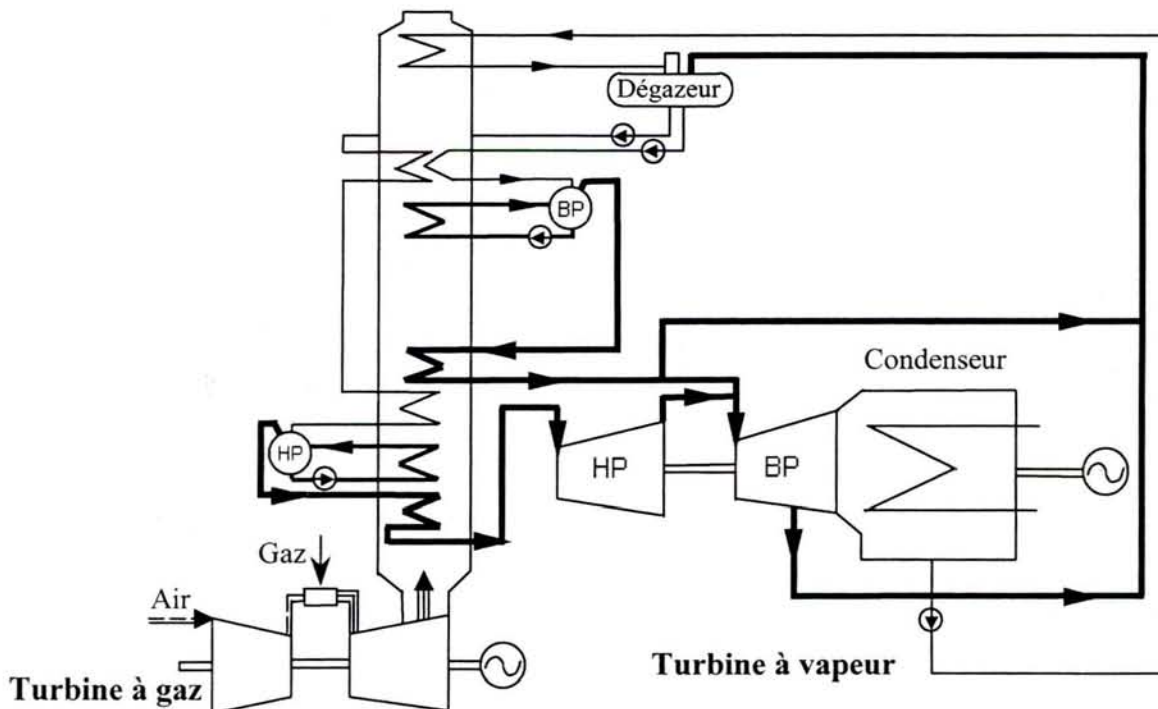 Dégazeur
BP
Condenseur
HP
HP
BP
Gaz
Air
Turbine à vapeur
Turbine à gaz